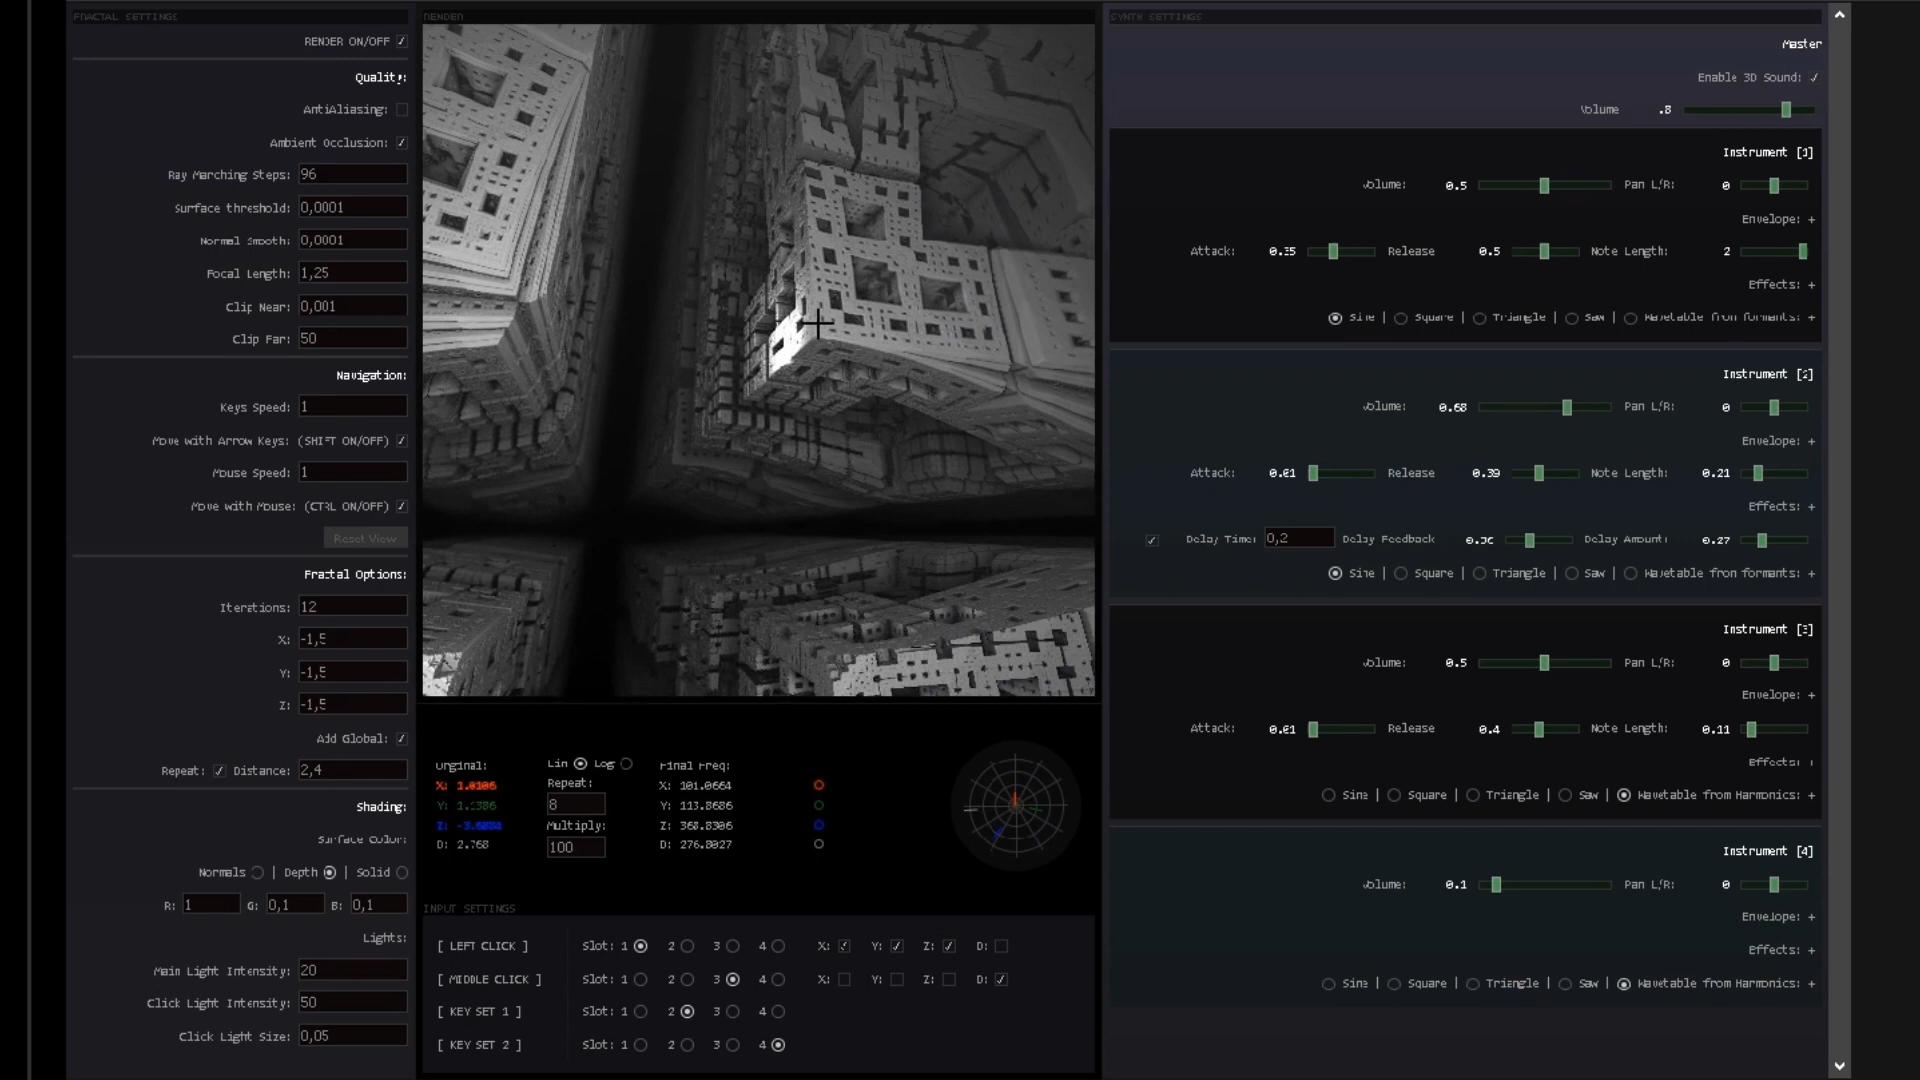 FRACTAL SETTINGS
RENDER ON/OFF
Quality:
AntiAliasing:
Ambient Occlusion:
Ray Marching Steps: 96
Surface threshold: 0,0001
Normal Smooth: 0,0001
Focal Length: 1,25
Clip Near: 0,001
Clip Far: 50
Navigation:
Keys Speed: 1
Move with Arrow Keys: (SHIFT ON/OFF)
Mouse Speed: 1
Move with Mouse: (CTRL ON/OFF)
Reset View
Fractal Options:
Iterations: 12
X: -1,5
Y: -1,5
Z: -1,5
Add Global:
Repeat: Distance: 2,4
Shading:
Surface Color:
Normals | Depth | Solid
R: 1 G: 0,1 B: 0,1
Lights:
Main Light Intensity: 20
Click Light Intensity: 50
Click Light Size: 0,05
RENDER
Orginal:
X: 1.0106
D: 2.768
Lin Log
Repeat:
8
Multiply:
100
Final Freq:
X: 101.0664
Y: 113.8686
Z: 368.8306
D: 276.8027
INPUT SETTINGS
[ LEFT CLICK ] Slot: 1 2 3 4 X: Y: Z: D:
[ MIDDLE CLICK ] Slot: 1 2 3 4 X: Y: Z: D:
[ KEY SET 1 ] Slot: 1 2 3 4
[ KEY SET 2 ] Slot: 1 2 3 4
SYNTH SETTINGS
Master
Enable 3D Sound:
Volume .8
Instrument [1]
Volume: 0.5 Pan L/R: 0
Envelope: +
Attack: 0.35 Release 0.5 Note Length: 2
Effects: +
Sine | Square | Triangle | Saw | Wavetable from formants: +
Instrument [2]
Volume: 0.68 Pan L/R: 0
Envelope: +
Attack: 0.01 Release 0.39 Note Length: 0.21
Effects: +
Delay Time: 0,2 Delay Feedback Delay Amount: 0.27
Sine | Square | Triangle | Saw | Wavetable from formants: +
Instrument [3]
Volume: 0.5 Pan L/R: 0
Envelope: +
Attack: 0.01 Release 0.4 Note Length: 0.11
Effects: +
Sine | Square | Triangle | Saw | Wavetable from Harmonics: +
Instrument [4]
Volume: 0.1 Pan L/R: 0
Envelope: +
Effects: +
Sine | Square | Triangle | Saw | Wavetable from Harmonics: +